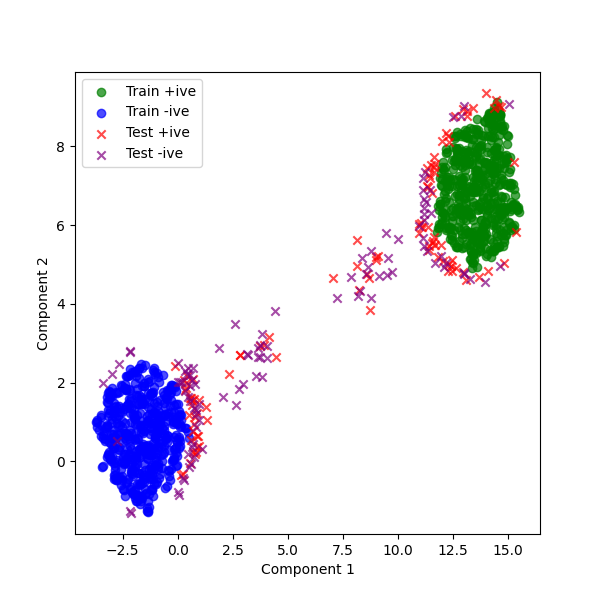 Train +ive
Train -ive
Test +ive
Test -ive
8
6
4
2
0
Component 2
−2.5 0.0 2.5 5.0 7.5 10.0 12.5 15.0
Component 1